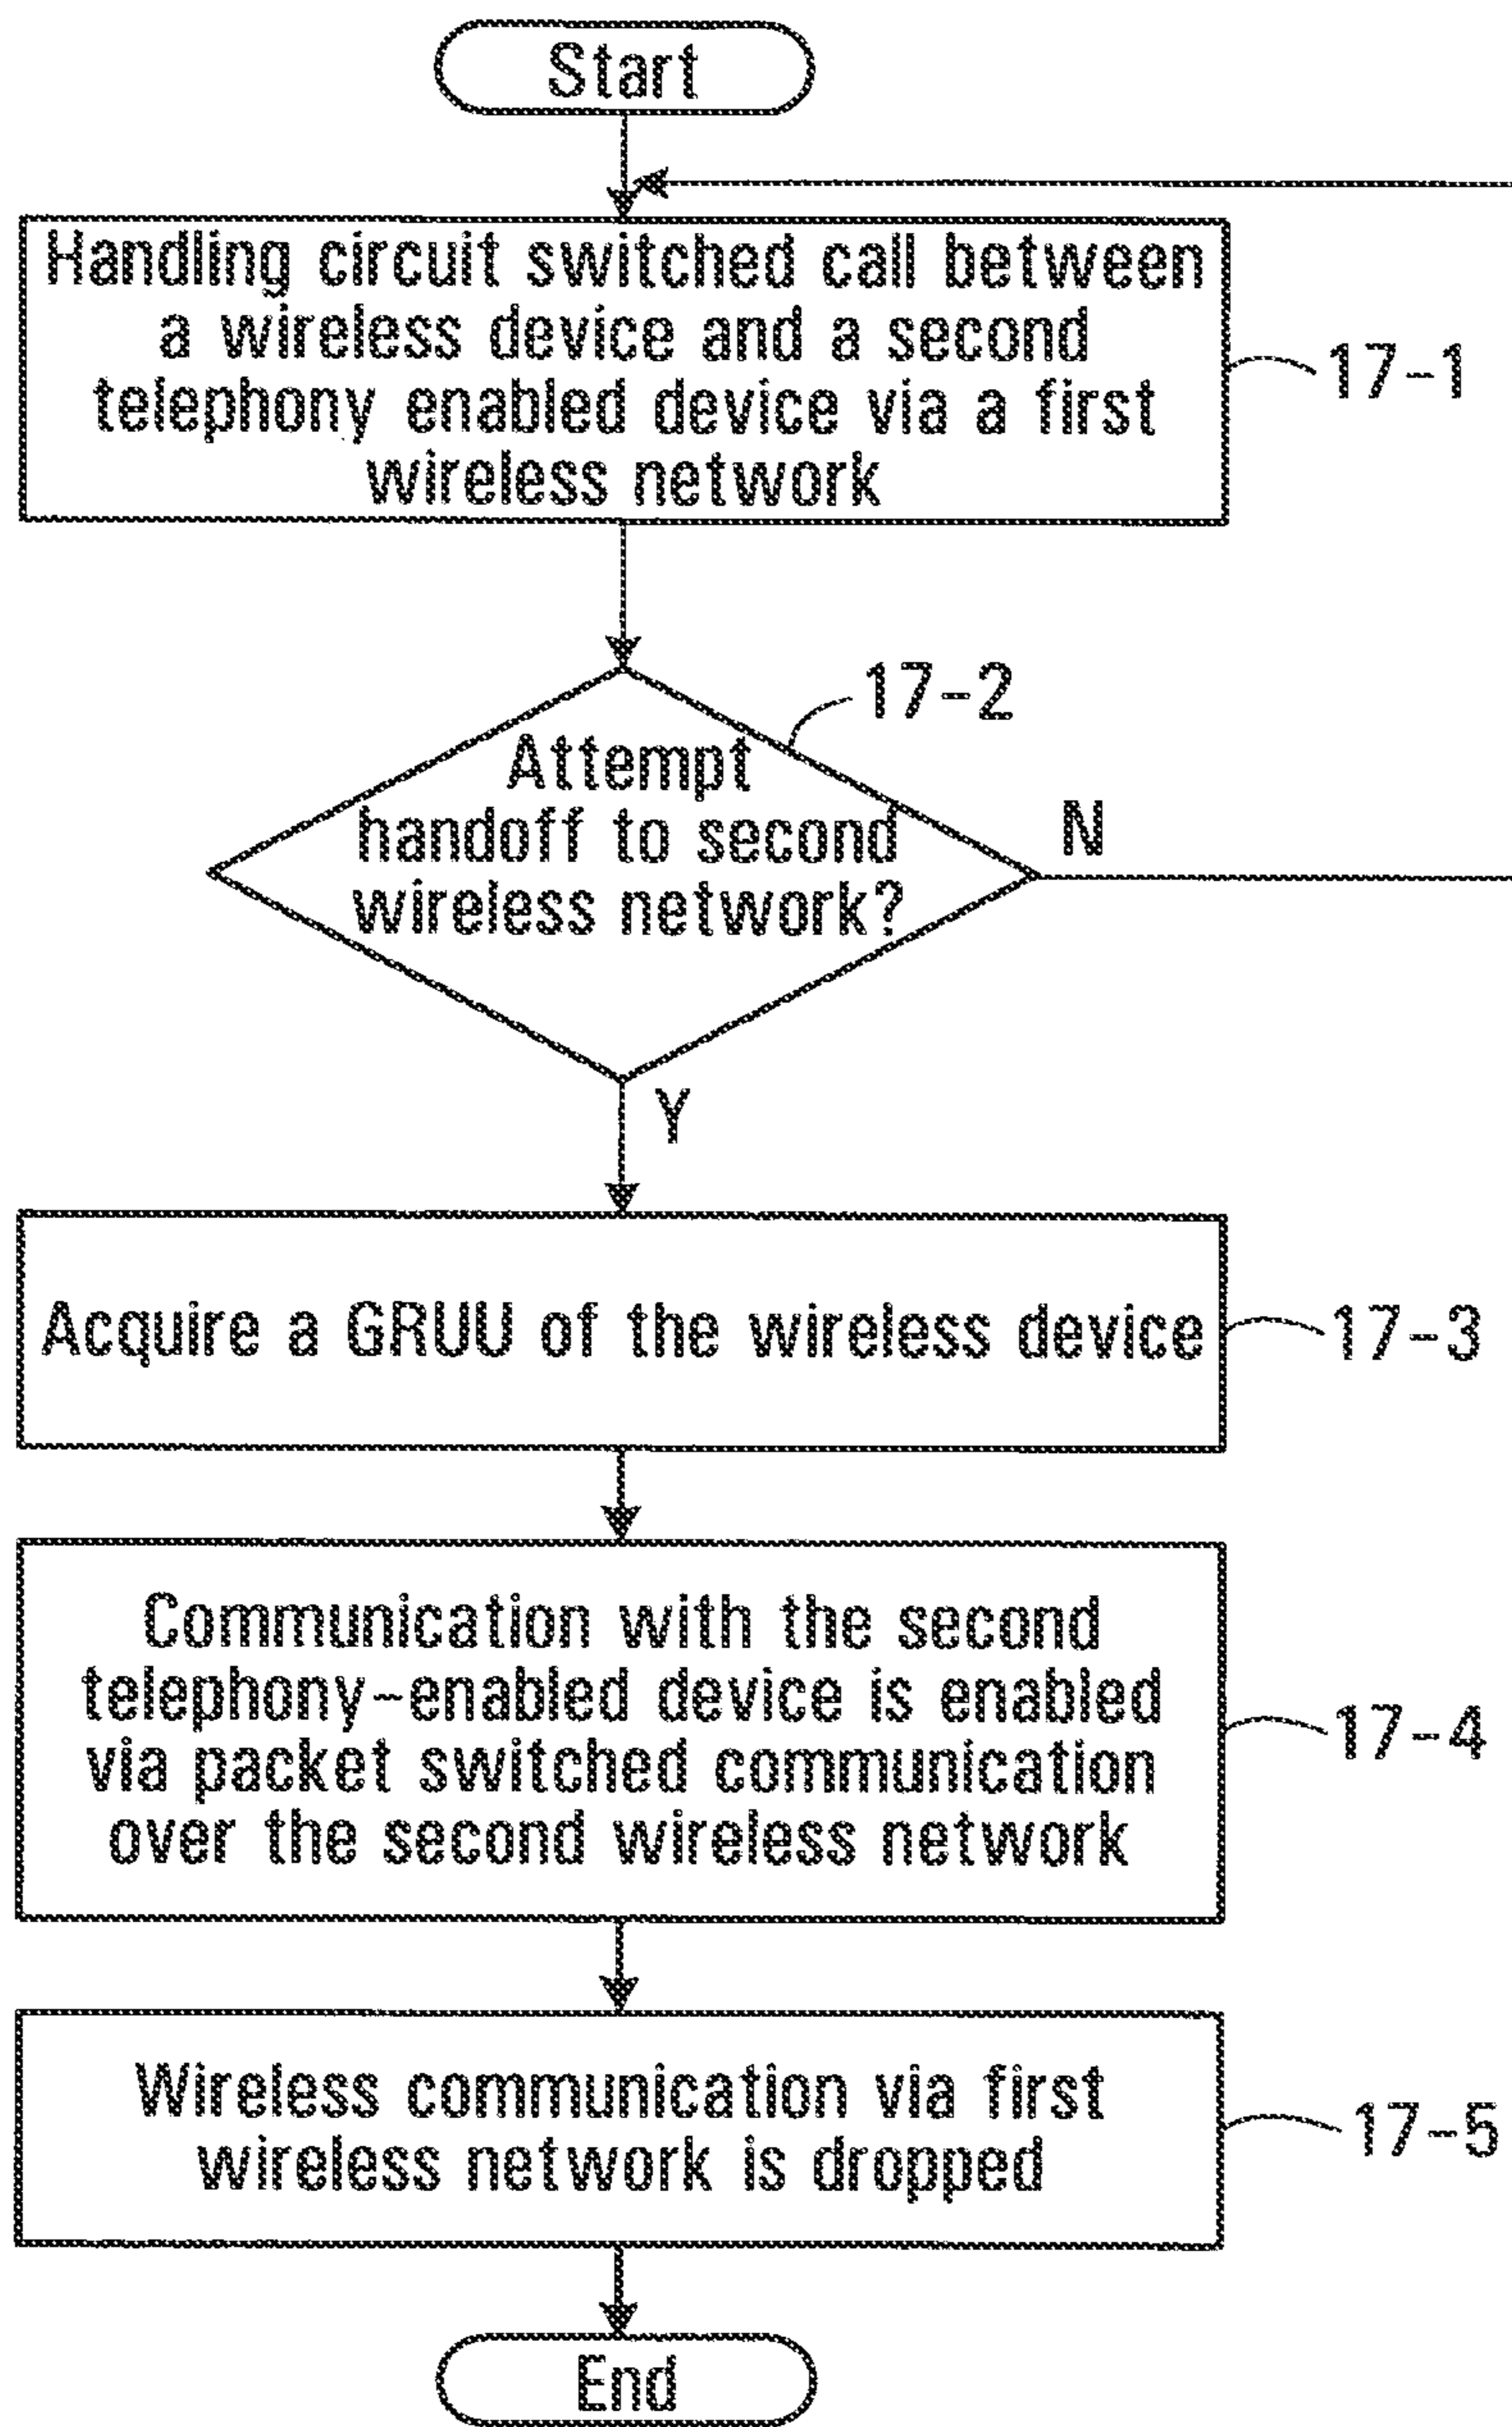 Start
Handling circuit switched call between
a wireless device and a second
telephony enabled device via a first
wireless network
17-1
17-2
Attempt
handoff to second
wireless network?
N
Y
Acquire a GRUU of the wireless device
17-3
Communication with the second
telephony-enabled device is enabled
via packet switched communication
over the second wireless network
17-4
Wireless communication via first
wireless network is dropped
17-5
End